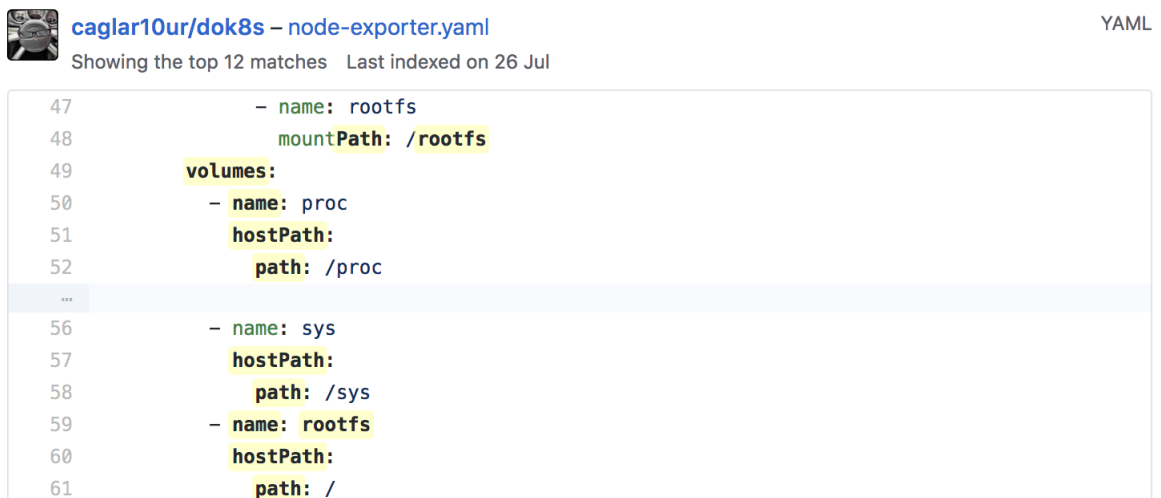 caglar10ur/dok8s – node-exporter.yaml YAML
Showing the top 12 matches Last indexed on 26 Jul
47 - name: rootfs
48 mountPath: /rootfs
49 volumes:
50 - name: proc
51 hostPath:
52 path: /proc
…
56 - name: sys
57 hostPath:
58 path: /sys
59 - name: rootfs
60 hostPath:
61 path: /